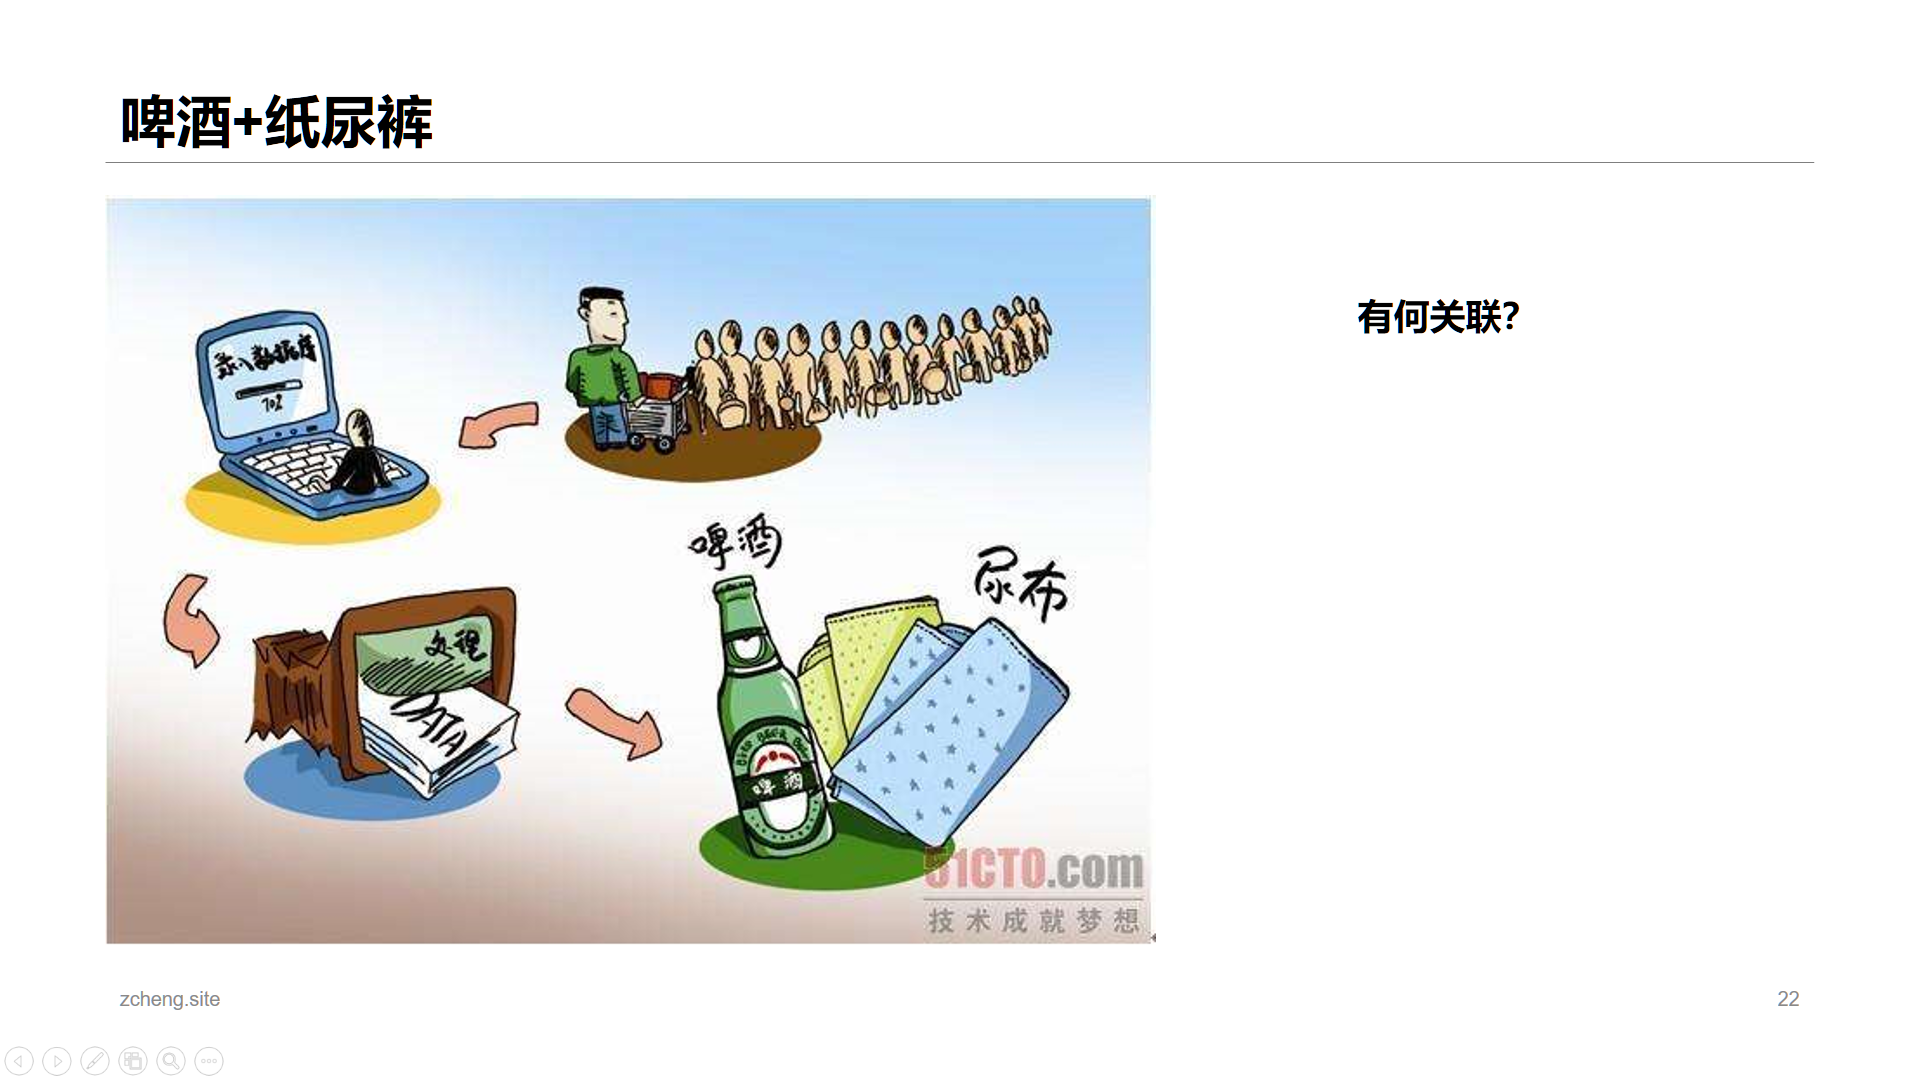 啤酒+纸尿裤
有何关联?
录入数据库
70%
啤酒
尿布
处理
DATA
BEER
啤酒
51CTO.com
技术成就梦想
zcheng.site
22